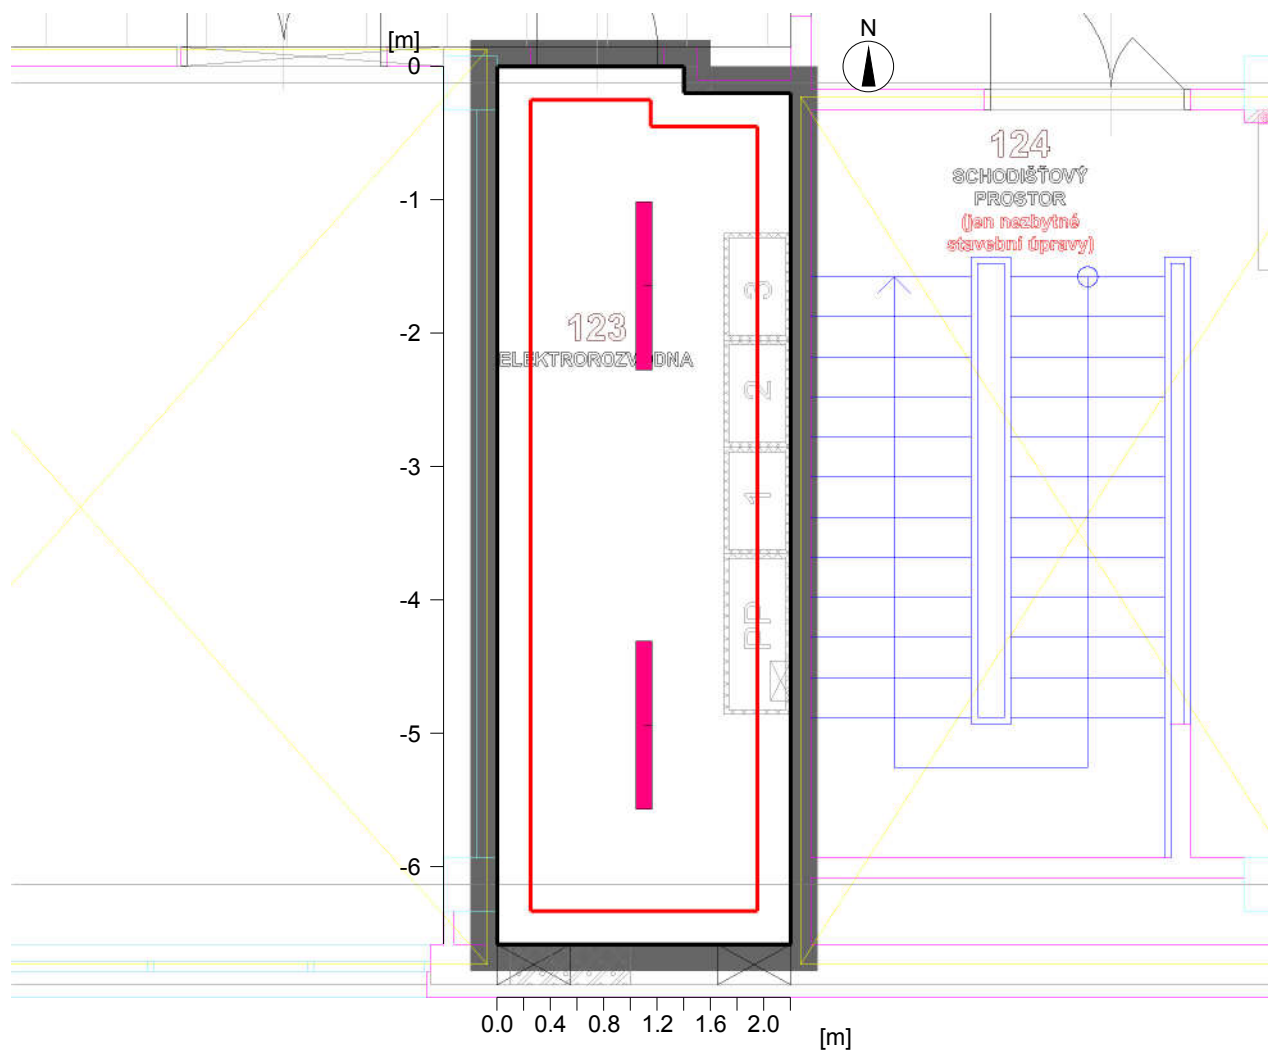 [m]
N
0
124
SCHODIŠŤOVÝ
PROSTOR
(jen nezbytné
stavební úpravy)
-1
3
-2
123
ELEKTROROZVODNA
2
-3
1
-4
-5
-6
0.0 0.4 0.8 1.2 1.6 2.0
[m]